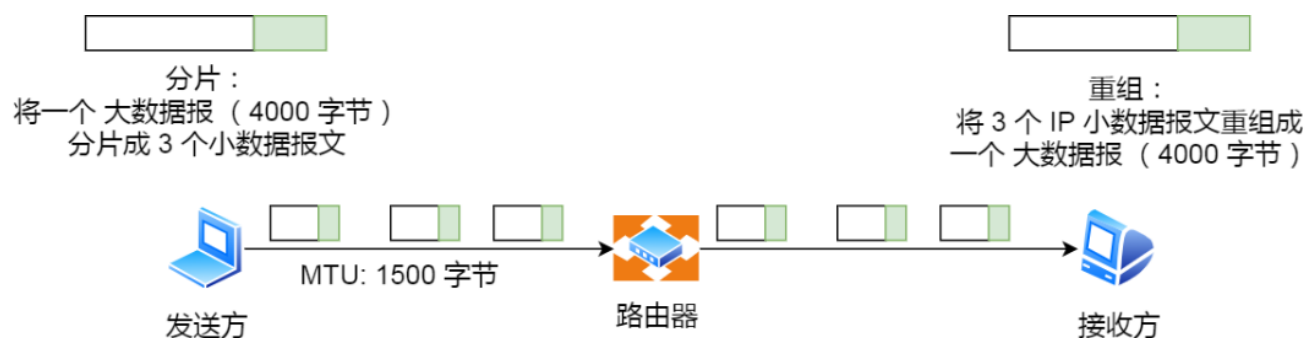 分片：
将一个 大数据报 （ 4000 字节 ）
分片成 3 个小数据报文
重组：
将 3 个 IP 小数据报文重组成
一个 大数据报 （ 4000 字节 ）
MTU: 1500 字节
发送方
路由器
接收方